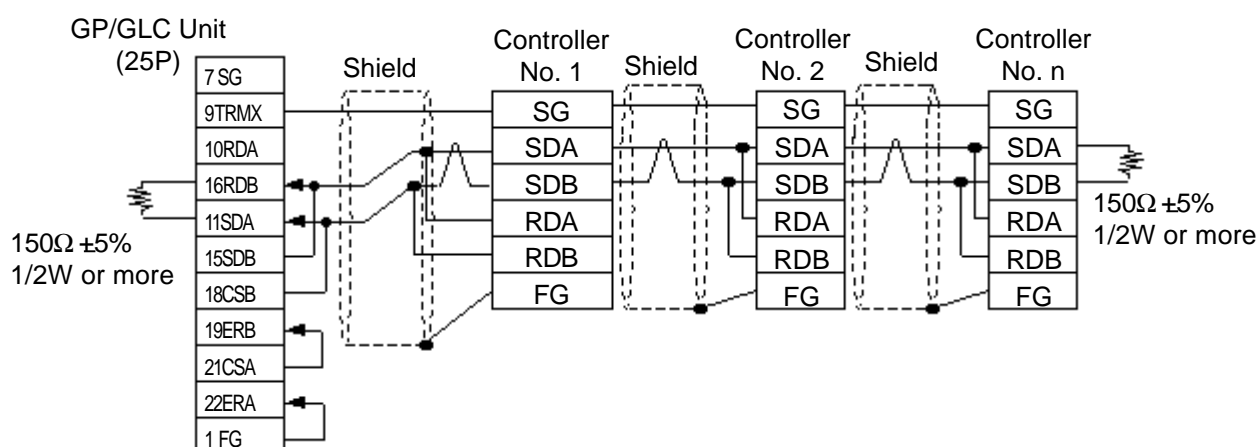 GP/GLC Unit
(25P)
7 SG
9TRMX
10RDA
16RDB
11SDA
15SDB
18CSB
19ERB
21CSA
22ERA
1 FG
150Ω ±5%
1/2W or more
Shield
Controller
No. 1
SG
SDA
SDB
RDA
RDB
FG
Shield
Controller
No. 2
SG
SDA
SDB
RDA
RDB
FG
Shield
Controller
No. n
SG
SDA
SDB
RDA
RDB
FG
150Ω ±5%
1/2W or more